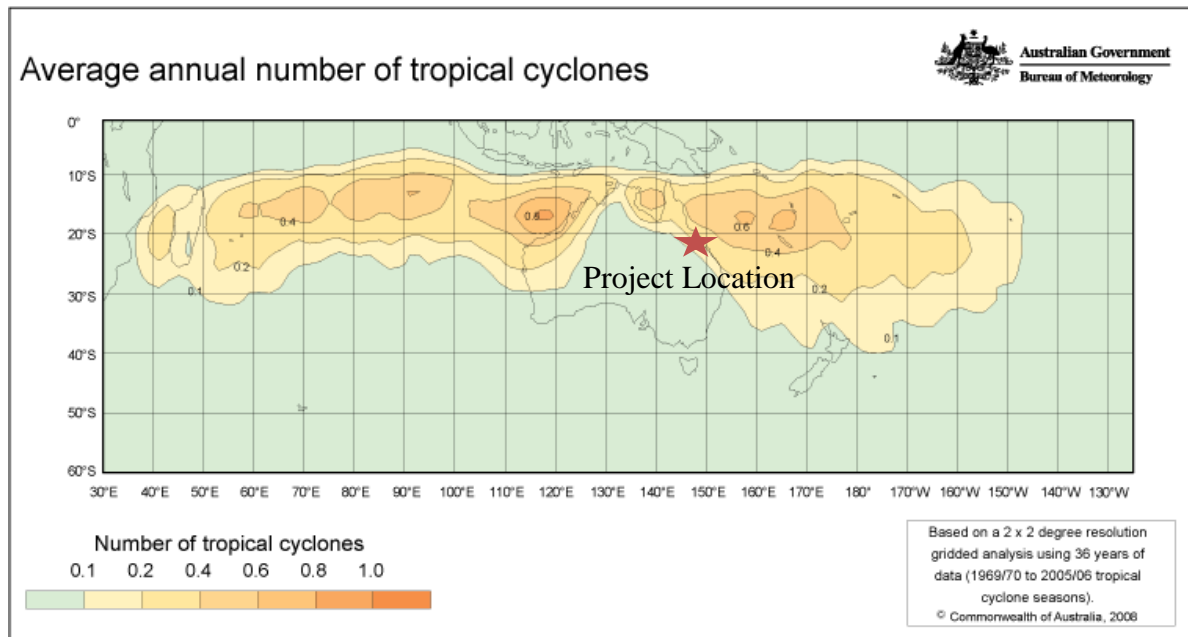 Australian Government
Bureau of Meteorology
Average annual number of tropical cyclones
0°
10°S
20°S
30°S
40°S
50°S
60°S
0.1
0.2
0.4
0.6
0.4
0.2
0.1
Project Location
30°E 40°E 50°E 60°E 70°E 80°E 90°E 100°E 110°E 120°E 130°E 140°E 150°E 160°E 170°E 180° 170°W 160°W 150°W 140°W 130°W
Number of tropical cyclones
0.1 0.2 0.4 0.6 0.8 1.0
Based on a 2 x 2 degree resolution
gridded analysis using 36 years of
data (1969/70 to 2005/06 tropical
cyclone seasons).
© Commonwealth of Australia, 2008